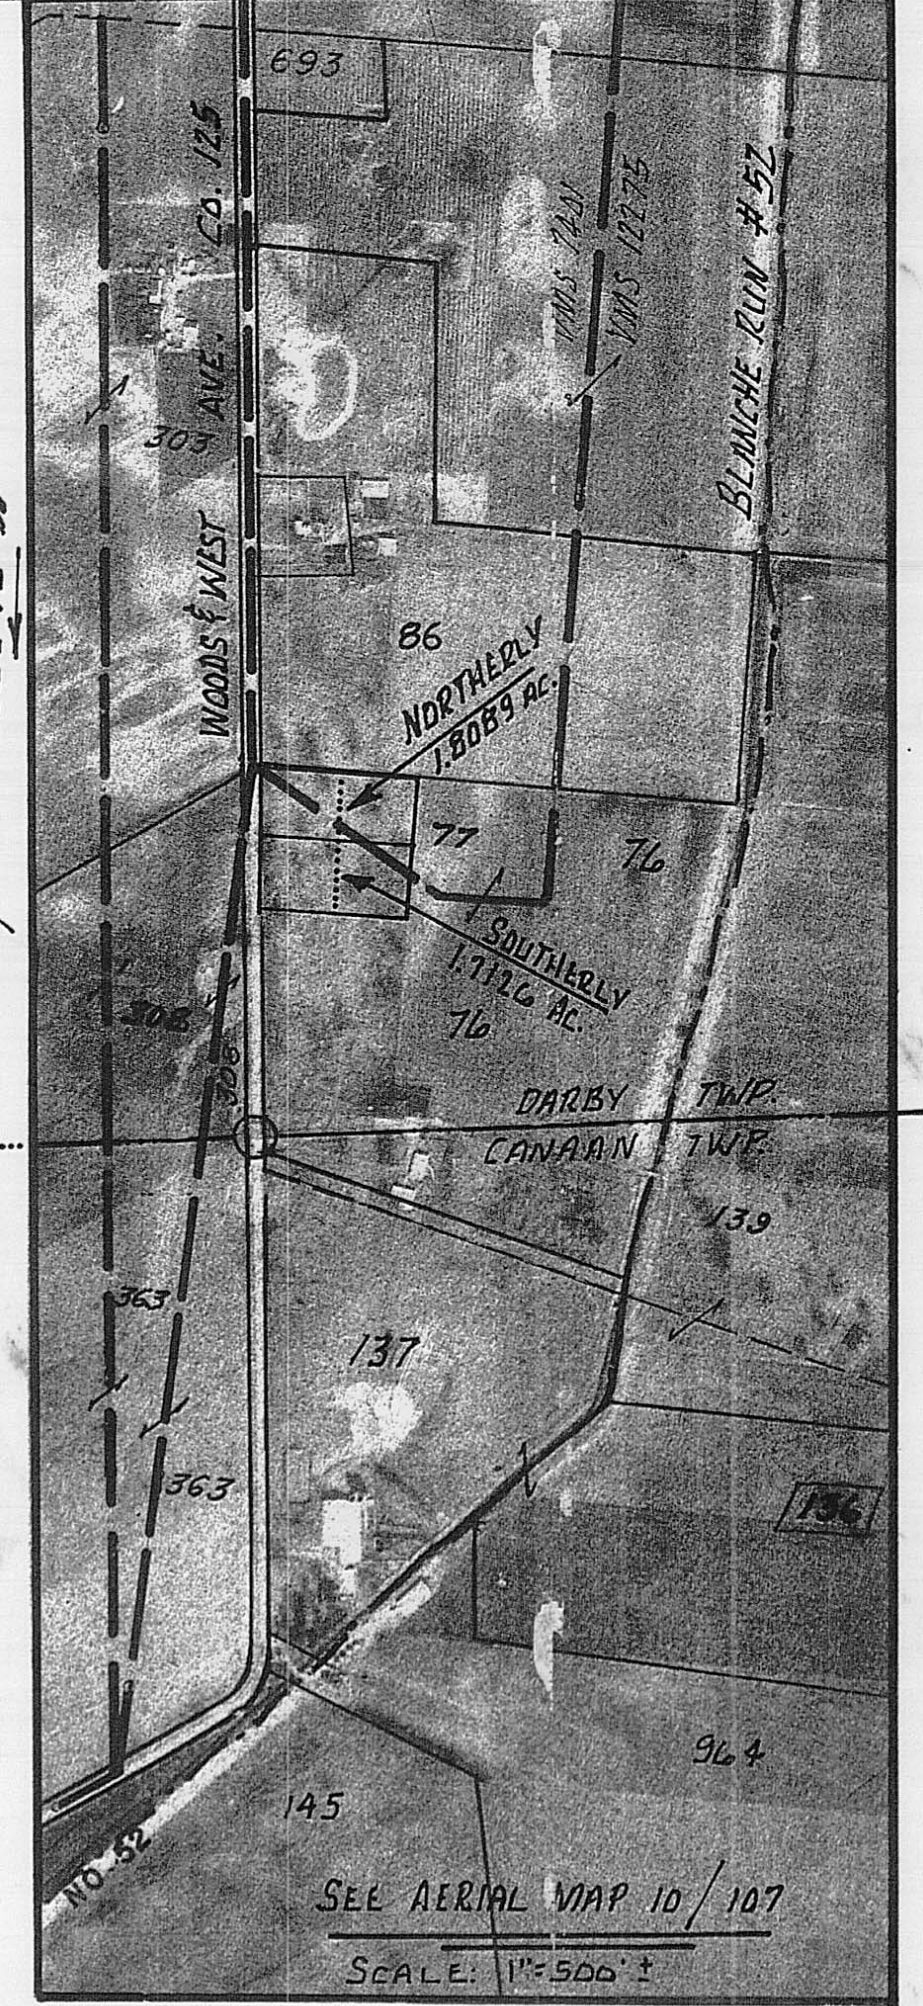 693
CO. 125
VMS 7401
VMS 12275
BLANCHE RUN #52
303
AVE.
WOODS & WEST
86
NORTHERLY
1.8089 AC.
77
76
SOUTHERLY
1.7126 AC.
76
308
308
DARBY TWP.
CANAAN TWP.
139
363
137
363
136
964
145
NO. 52
SEE AERIAL MAP 10/107
SCALE: 1"=500'±